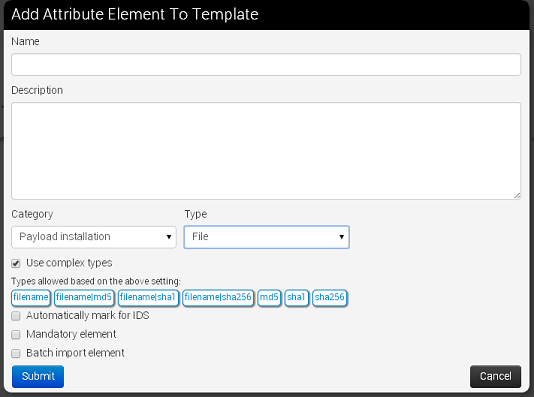 Add Attribute Element To Template
Name
Description
Category Type
Payload installation File
Use complex types
Types allowed based on the above setting:
filename filename|md5 filename|sha1 filename|sha256 md5 sha1 sha256
Automatically mark for IDS
Mandatory element
Batch import element
Submit Cancel